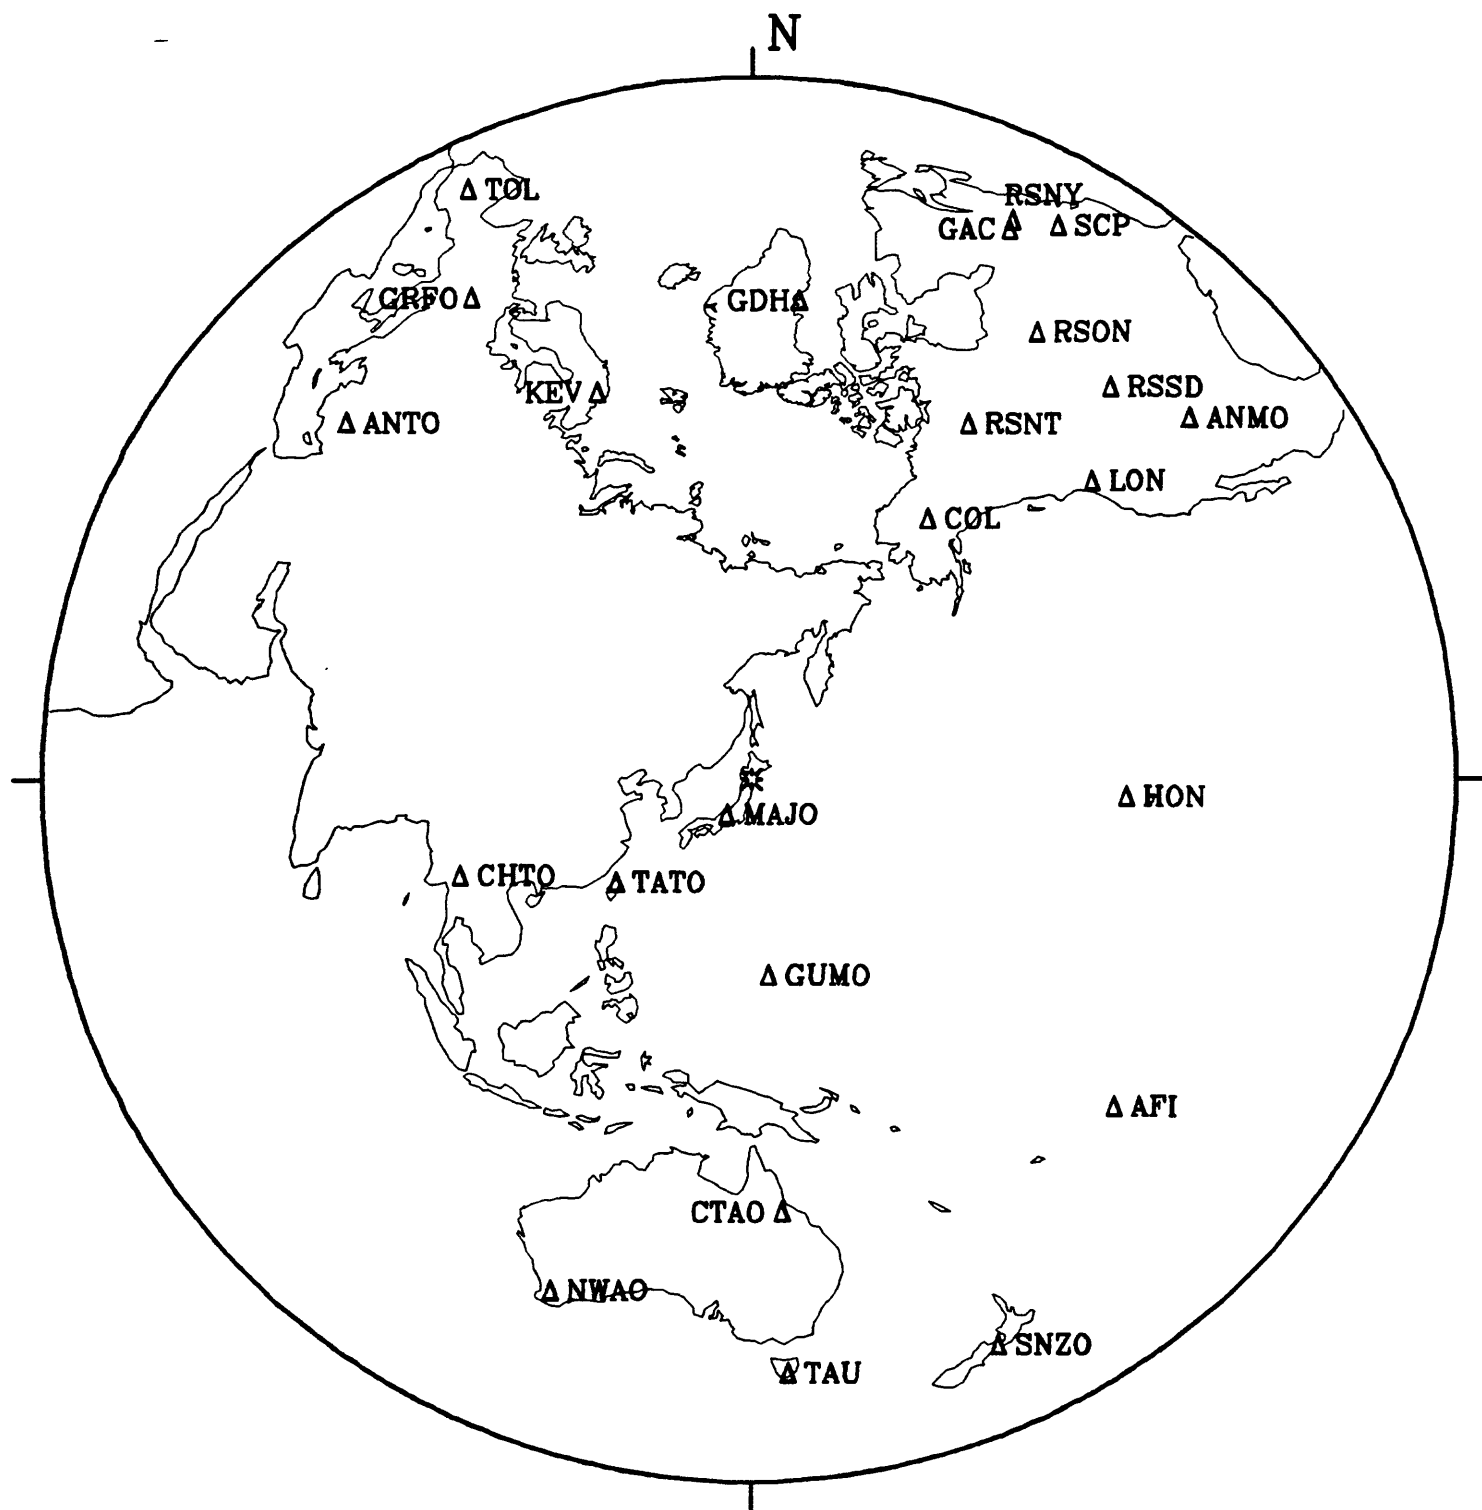 N
TOL
RSNY
GAC
SCP
GRFO
GDH
RSON
KEV
RSSD
ANTO
RSNT
ANMO
LON
COL
HON
MAJO
CHTO
TATO
GUMO
AFI
CTAO
NWAO
SNZO
TAU